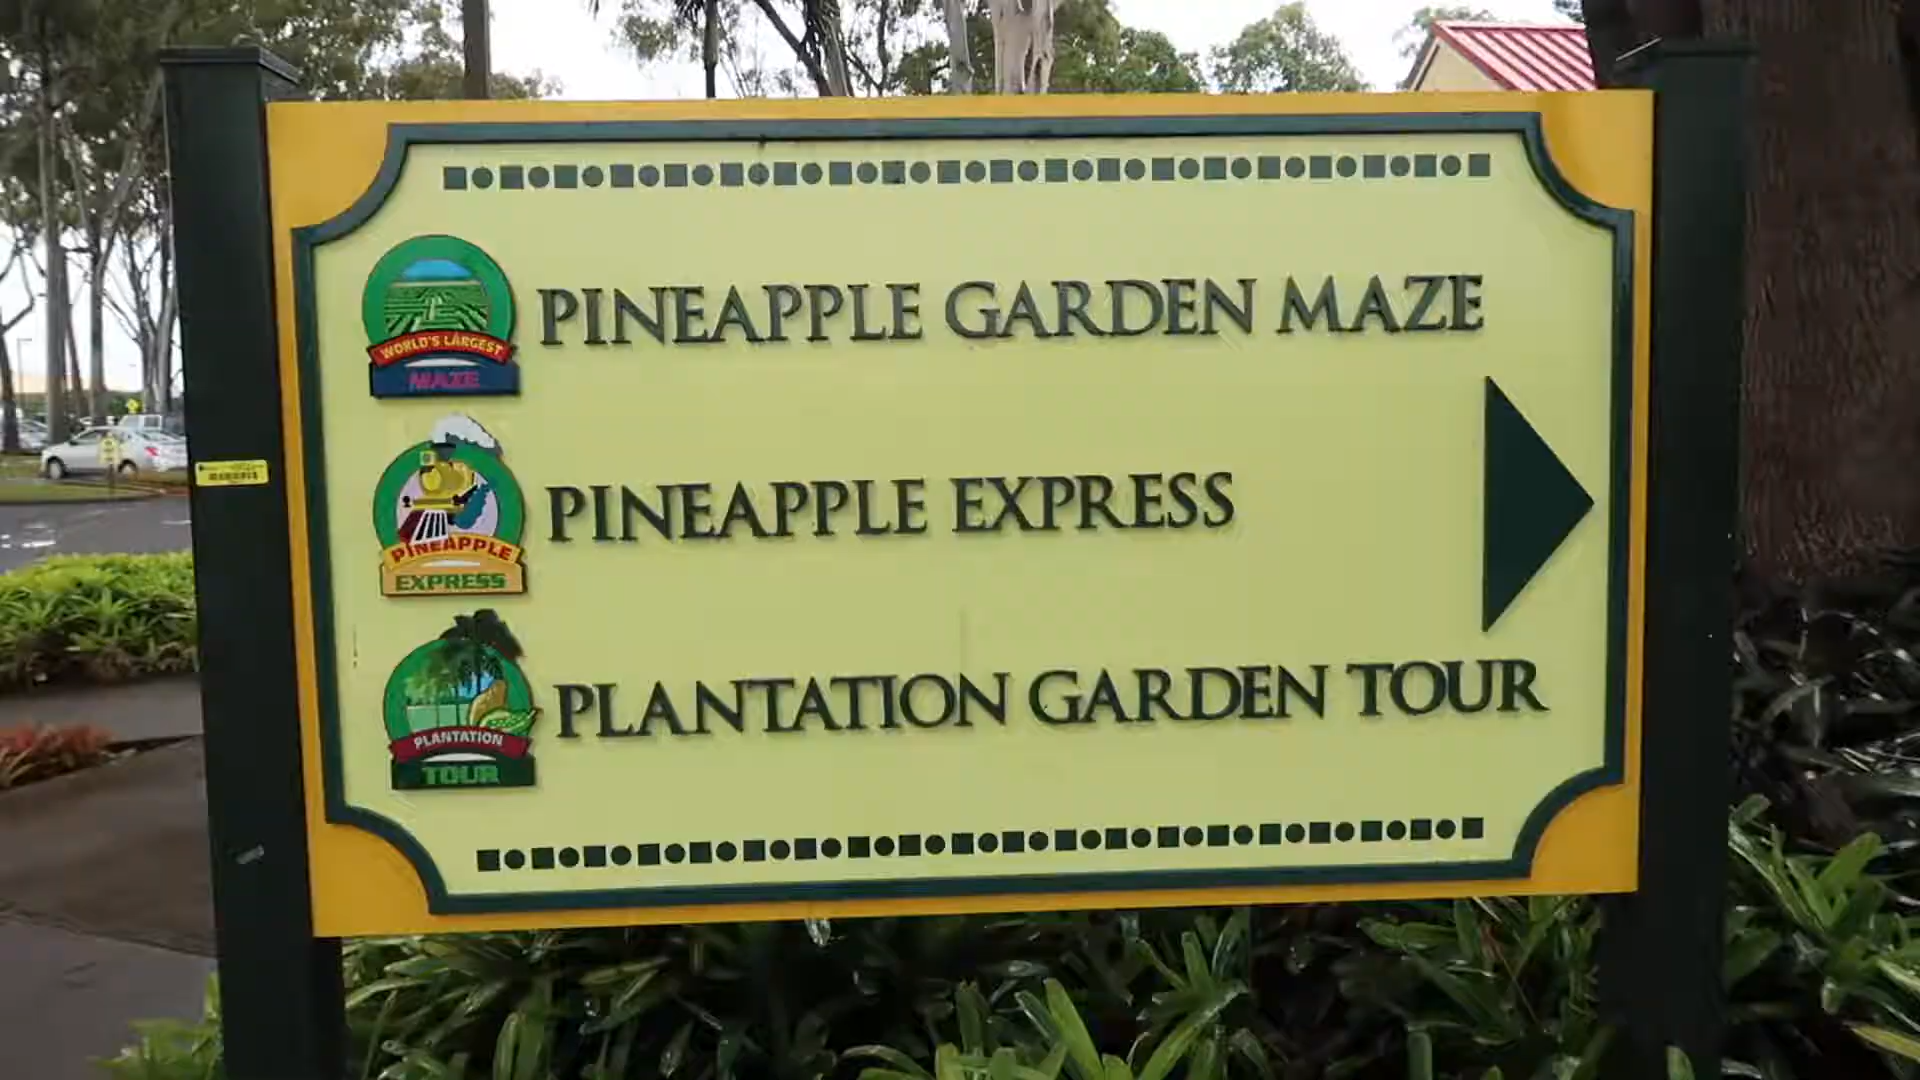 WORLD'S LARGEST
MAZE
PINEAPPLE GARDEN MAZE
PINEAPPLE
EXPRESS
PINEAPPLE EXPRESS
PLANTATION
TOUR
PLANTATION GARDEN TOUR